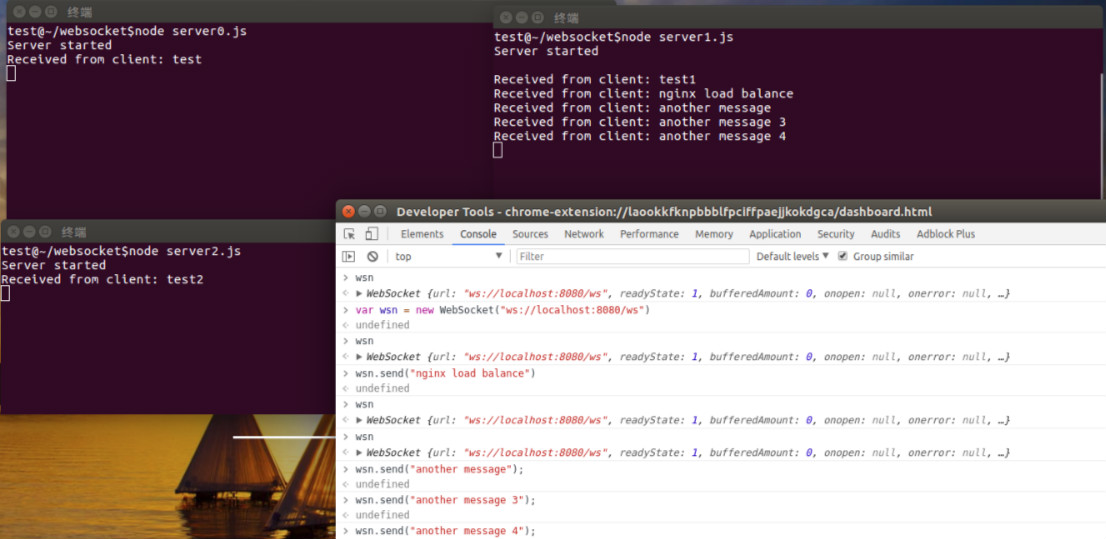 终端
test@~/websocket$node server0.js
Server started
Received from client: test
终端
test@~/websocket$node server1.js
Server started
Received from client: test1
Received from client: nginx load balance
Received from client: another message
Received from client: another message 3
Received from client: another message 4
终端
test@~/websocket$node server2.js
Server started
Received from client: test2
Developer Tools - chrome-extension://laookkfknpbbblfpciffpaejjkokdgca/dashboard.html
Elements Console Sources Network Performance Memory Application Security Audits Adblock Plus
top Filter Default levels Group similar
> wsn
WebSocket {url: "ws://localhost:8080/ws", readyState: 1, bufferedAmount: 0, onopen: null, onerror: null, …}
> var wsn = new WebSocket("ws://localhost:8080/ws")
undefined
> wsn
WebSocket {url: "ws://localhost:8080/ws", readyState: 1, bufferedAmount: 0, onopen: null, onerror: null, …}
> wsn.send("nginx load balance")
undefined
> wsn
WebSocket {url: "ws://localhost:8080/ws", readyState: 1, bufferedAmount: 0, onopen: null, onerror: null, …}
> wsn
WebSocket {url: "ws://localhost:8080/ws", readyState: 1, bufferedAmount: 0, onopen: null, onerror: null, …}
> wsn.send("another message");
undefined
> wsn.send("another message 3");
undefined
> wsn.send("another message 4");